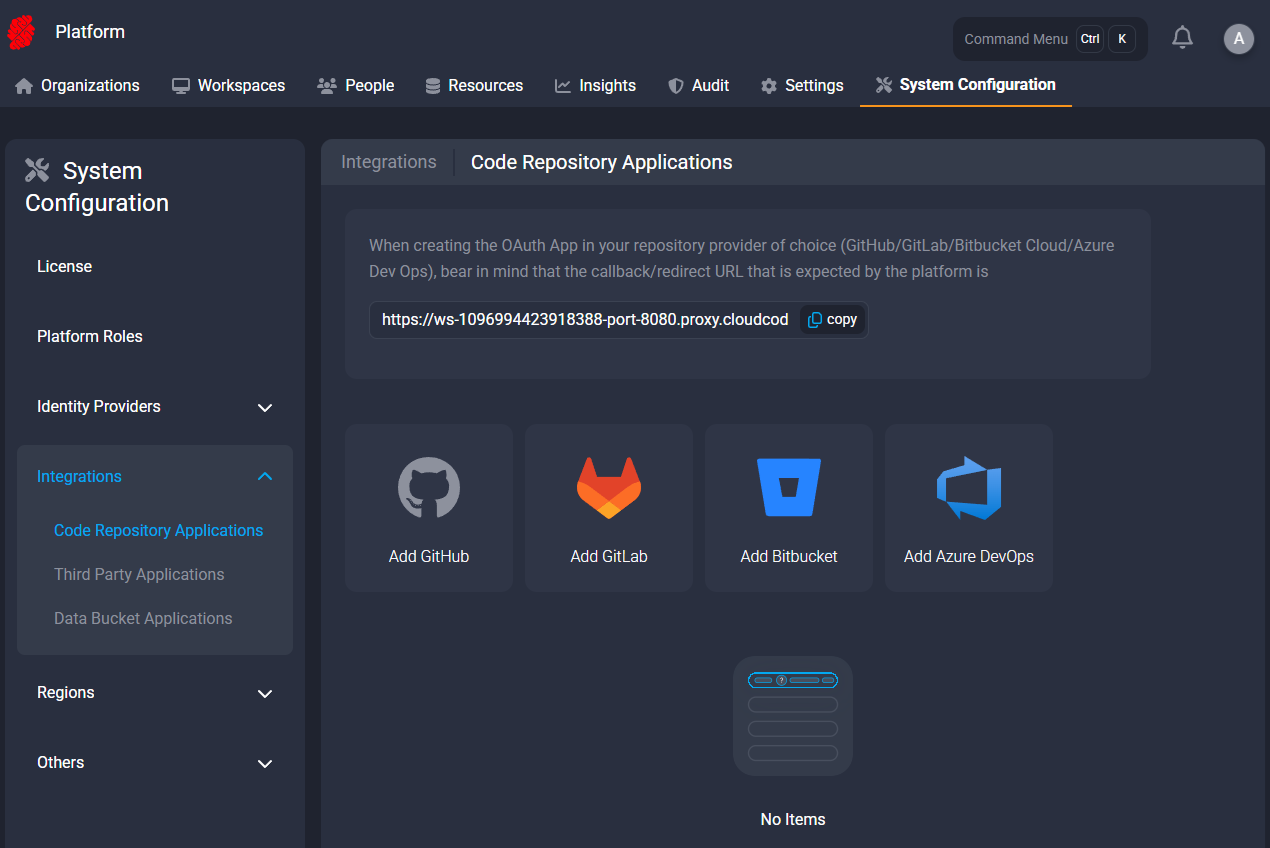 Platform
Command Menu Ctrl K
A
Organizations
Workspaces
People
Resources
Insights
Audit
Settings
System Configuration
System
Configuration
License
Platform Roles
Identity Providers
Integrations
Code Repository Applications
Third Party Applications
Data Bucket Applications
Regions
Others
Integrations
Code Repository Applications
When creating the OAuth App in your repository provider of choice (GitHub/GitLab/Bitbucket Cloud/Azure
Dev Ops), bear in mind that the callback/redirect URL that is expected by the platform is
https://ws-1096994423918388-port-8080.proxy.cloudcod
copy
Add GitHub
Add GitLab
Add Bitbucket
Add Azure DevOps
?
No Items